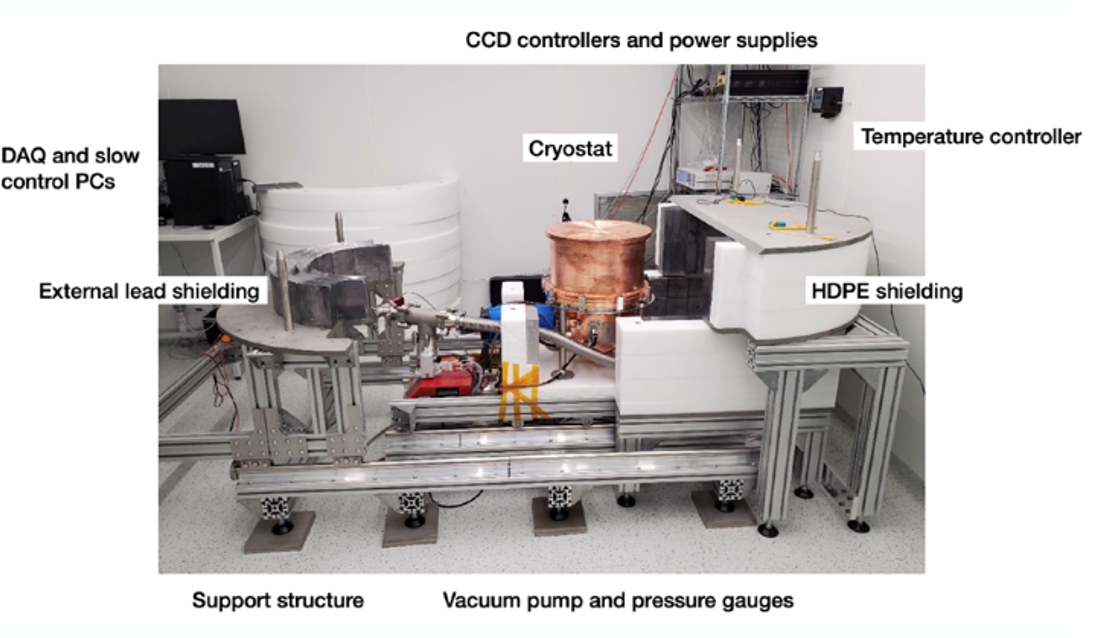 CCD controllers and power supplies
DAQ and slow
control PCs
Cryostat
Temperature controller
External lead shielding
HDPE shielding
Support structure
Vacuum pump and pressure gauges